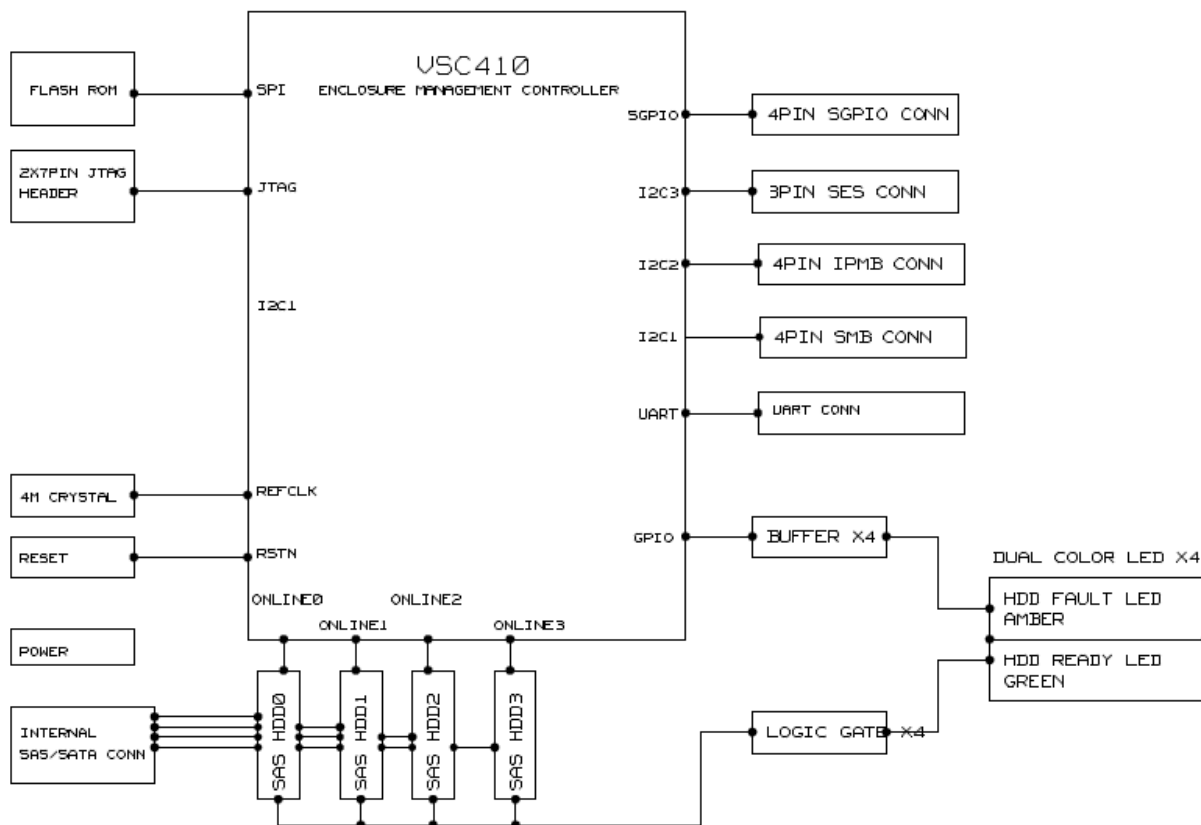 VSC410
ENCLOSURE MANAGEMENT CONTROLLER
FLASH ROM
SPI
SGPIO
4PIN SGPIO CONN
2X7PIN JTAG
HEADER
JTAG
I2C3
3PIN SES CONN
I2C2
4PIN IPMB CONN
I2C1
I2C1
4PIN SMB CONN
UART
UART CONN
4M CRYSTAL
REFCLK
RESET
RSTN
GPIO
BUFFER X4
DUAL COLOR LED X4
HDD FAULT LED
AMBER
HDD READY LED
GREEN
ONLINE0
ONLINE1
ONLINE2
ONLINE3
POWER
INTERNAL
SAS/SATA CONN
SAS HDD0
SAS HDD1
SAS HDD2
SAS HDD3
LOGIC GATE X4